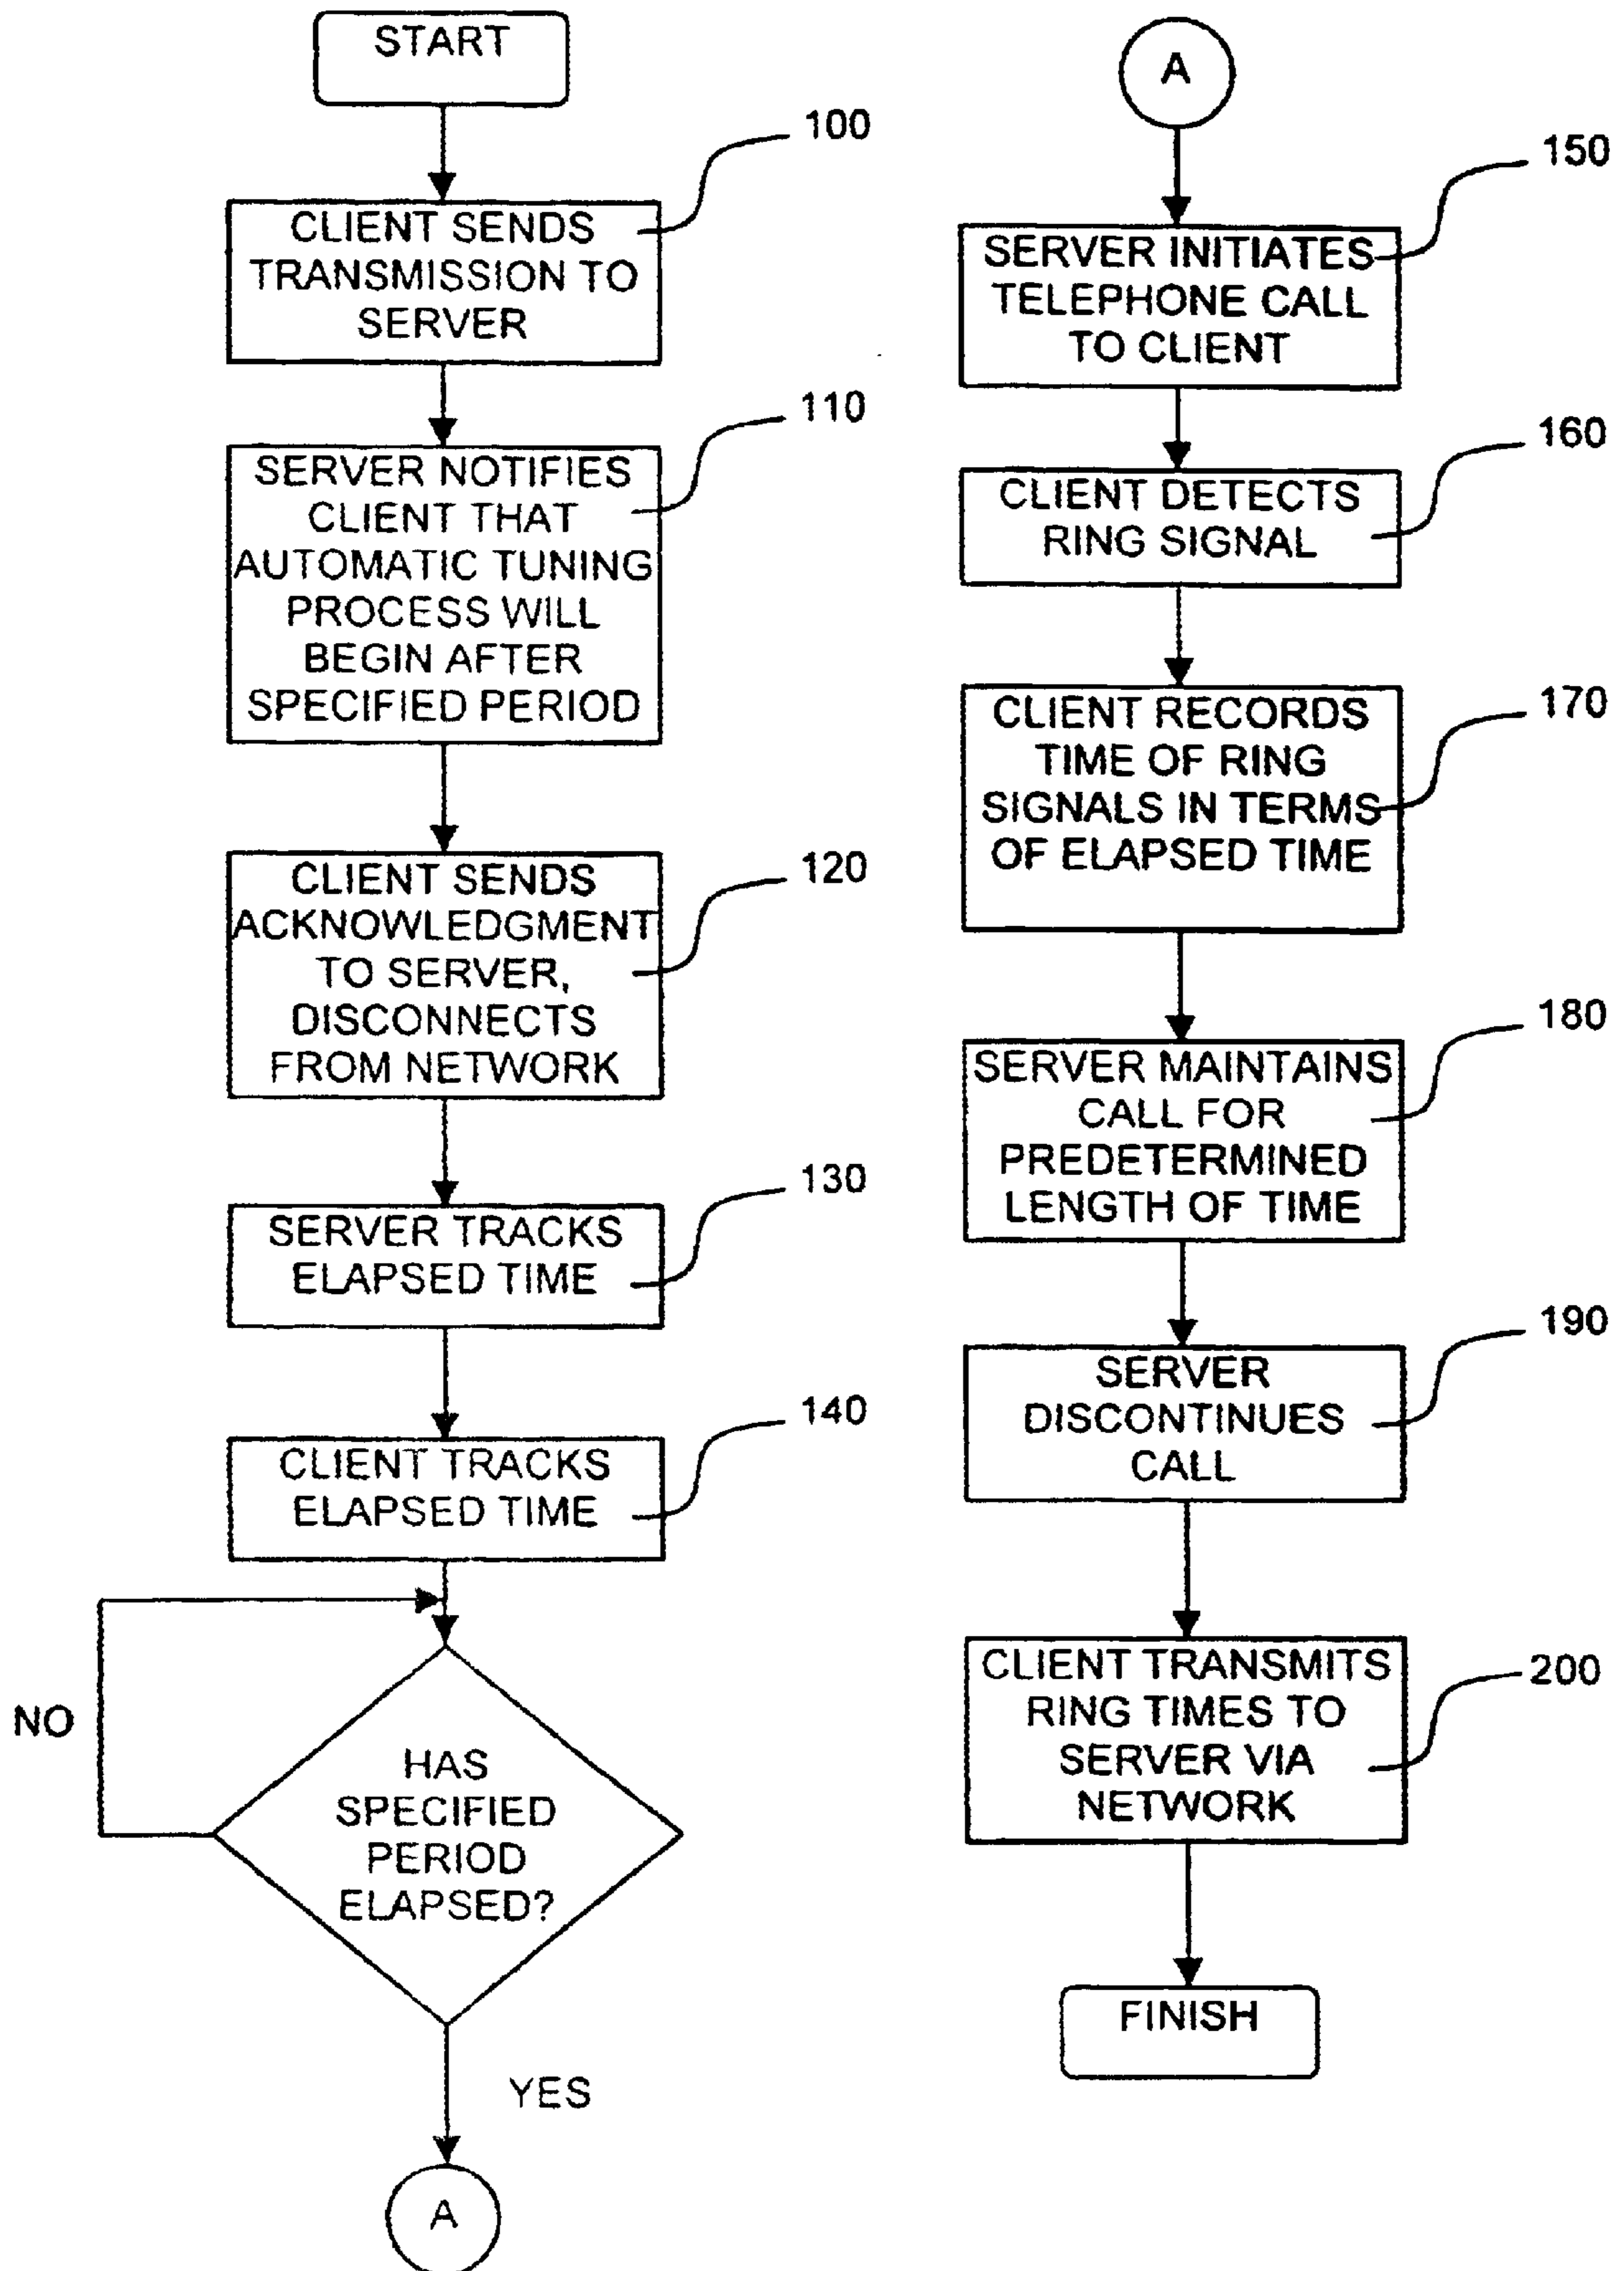 START
100
CLIENT SENDS
TRANSMISSION TO
SERVER
110
SERVER NOTIFIES
CLIENT THAT
AUTOMATIC TUNING
PROCESS WILL
BEGIN AFTER
SPECIFIED PERIOD
120
CLIENT SENDS
ACKNOWLEDGMENT
TO SERVER,
DISCONNECTS
FROM NETWORK
130
SERVER TRACKS
ELAPSED TIME
140
CLIENT TRACKS
ELAPSED TIME
NO
HAS
SPECIFIED
PERIOD
ELAPSED?
YES
A
A
150
SERVER INITIATES
TELEPHONE CALL
TO CLIENT
160
CLIENT DETECTS
RING SIGNAL
170
CLIENT RECORDS
TIME OF RING
SIGNALS IN TERMS
OF ELAPSED TIME
180
SERVER MAINTAINS
CALL FOR
PREDETERMINED
LENGTH OF TIME
190
SERVER
DISCONTINUES
CALL
200
CLIENT TRANSMITS
RING TIMES TO
SERVER VIA
NETWORK
FINISH